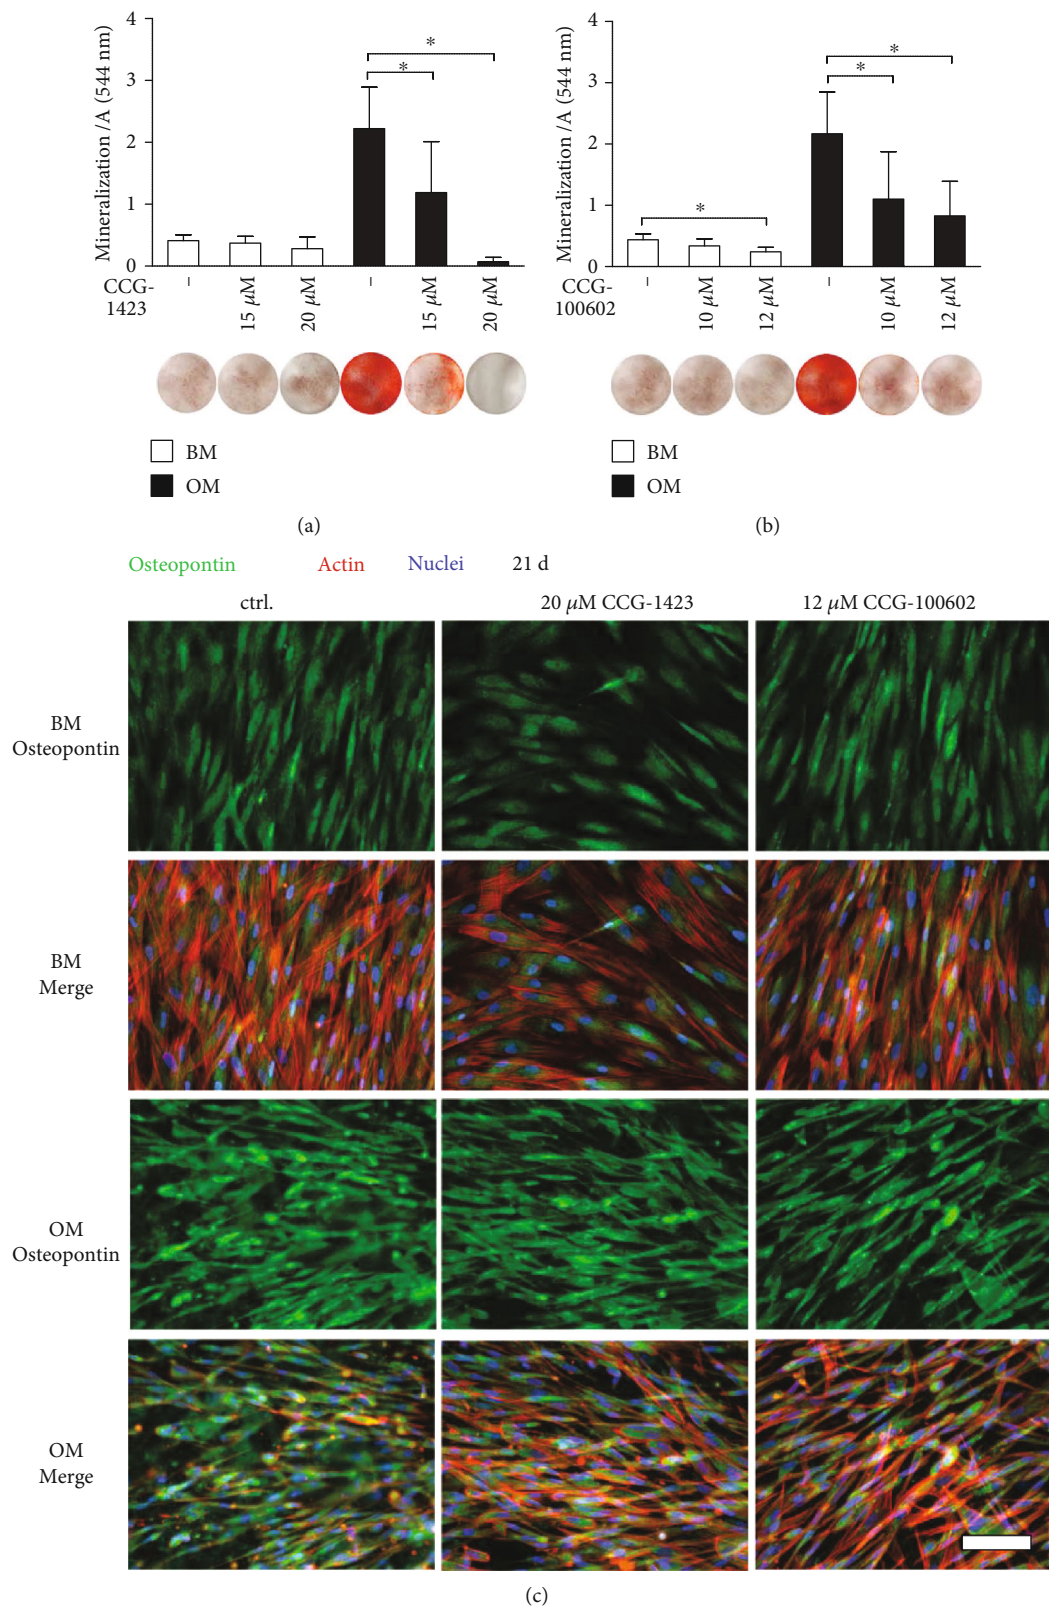 4
3
2
1
0
Mineralization /A (544 nm)
*
*
CCG-
1423
–
15 μM
20 μM
–
15 μM
20 μM
BM
OM
(a)
4
3
2
1
0
Mineralization /A (544 nm)
*
*
*
CCG-
100602
–
10 μM
12 μM
–
10 μM
12 μM
BM
OM
(b)
Osteopontin Actin Nuclei 21 d
ctrl. 20 μM CCG-1423 12 μM CCG-100602
BM
Osteopontin
BM
Merge
OM
Osteopontin
OM
Merge
(c)